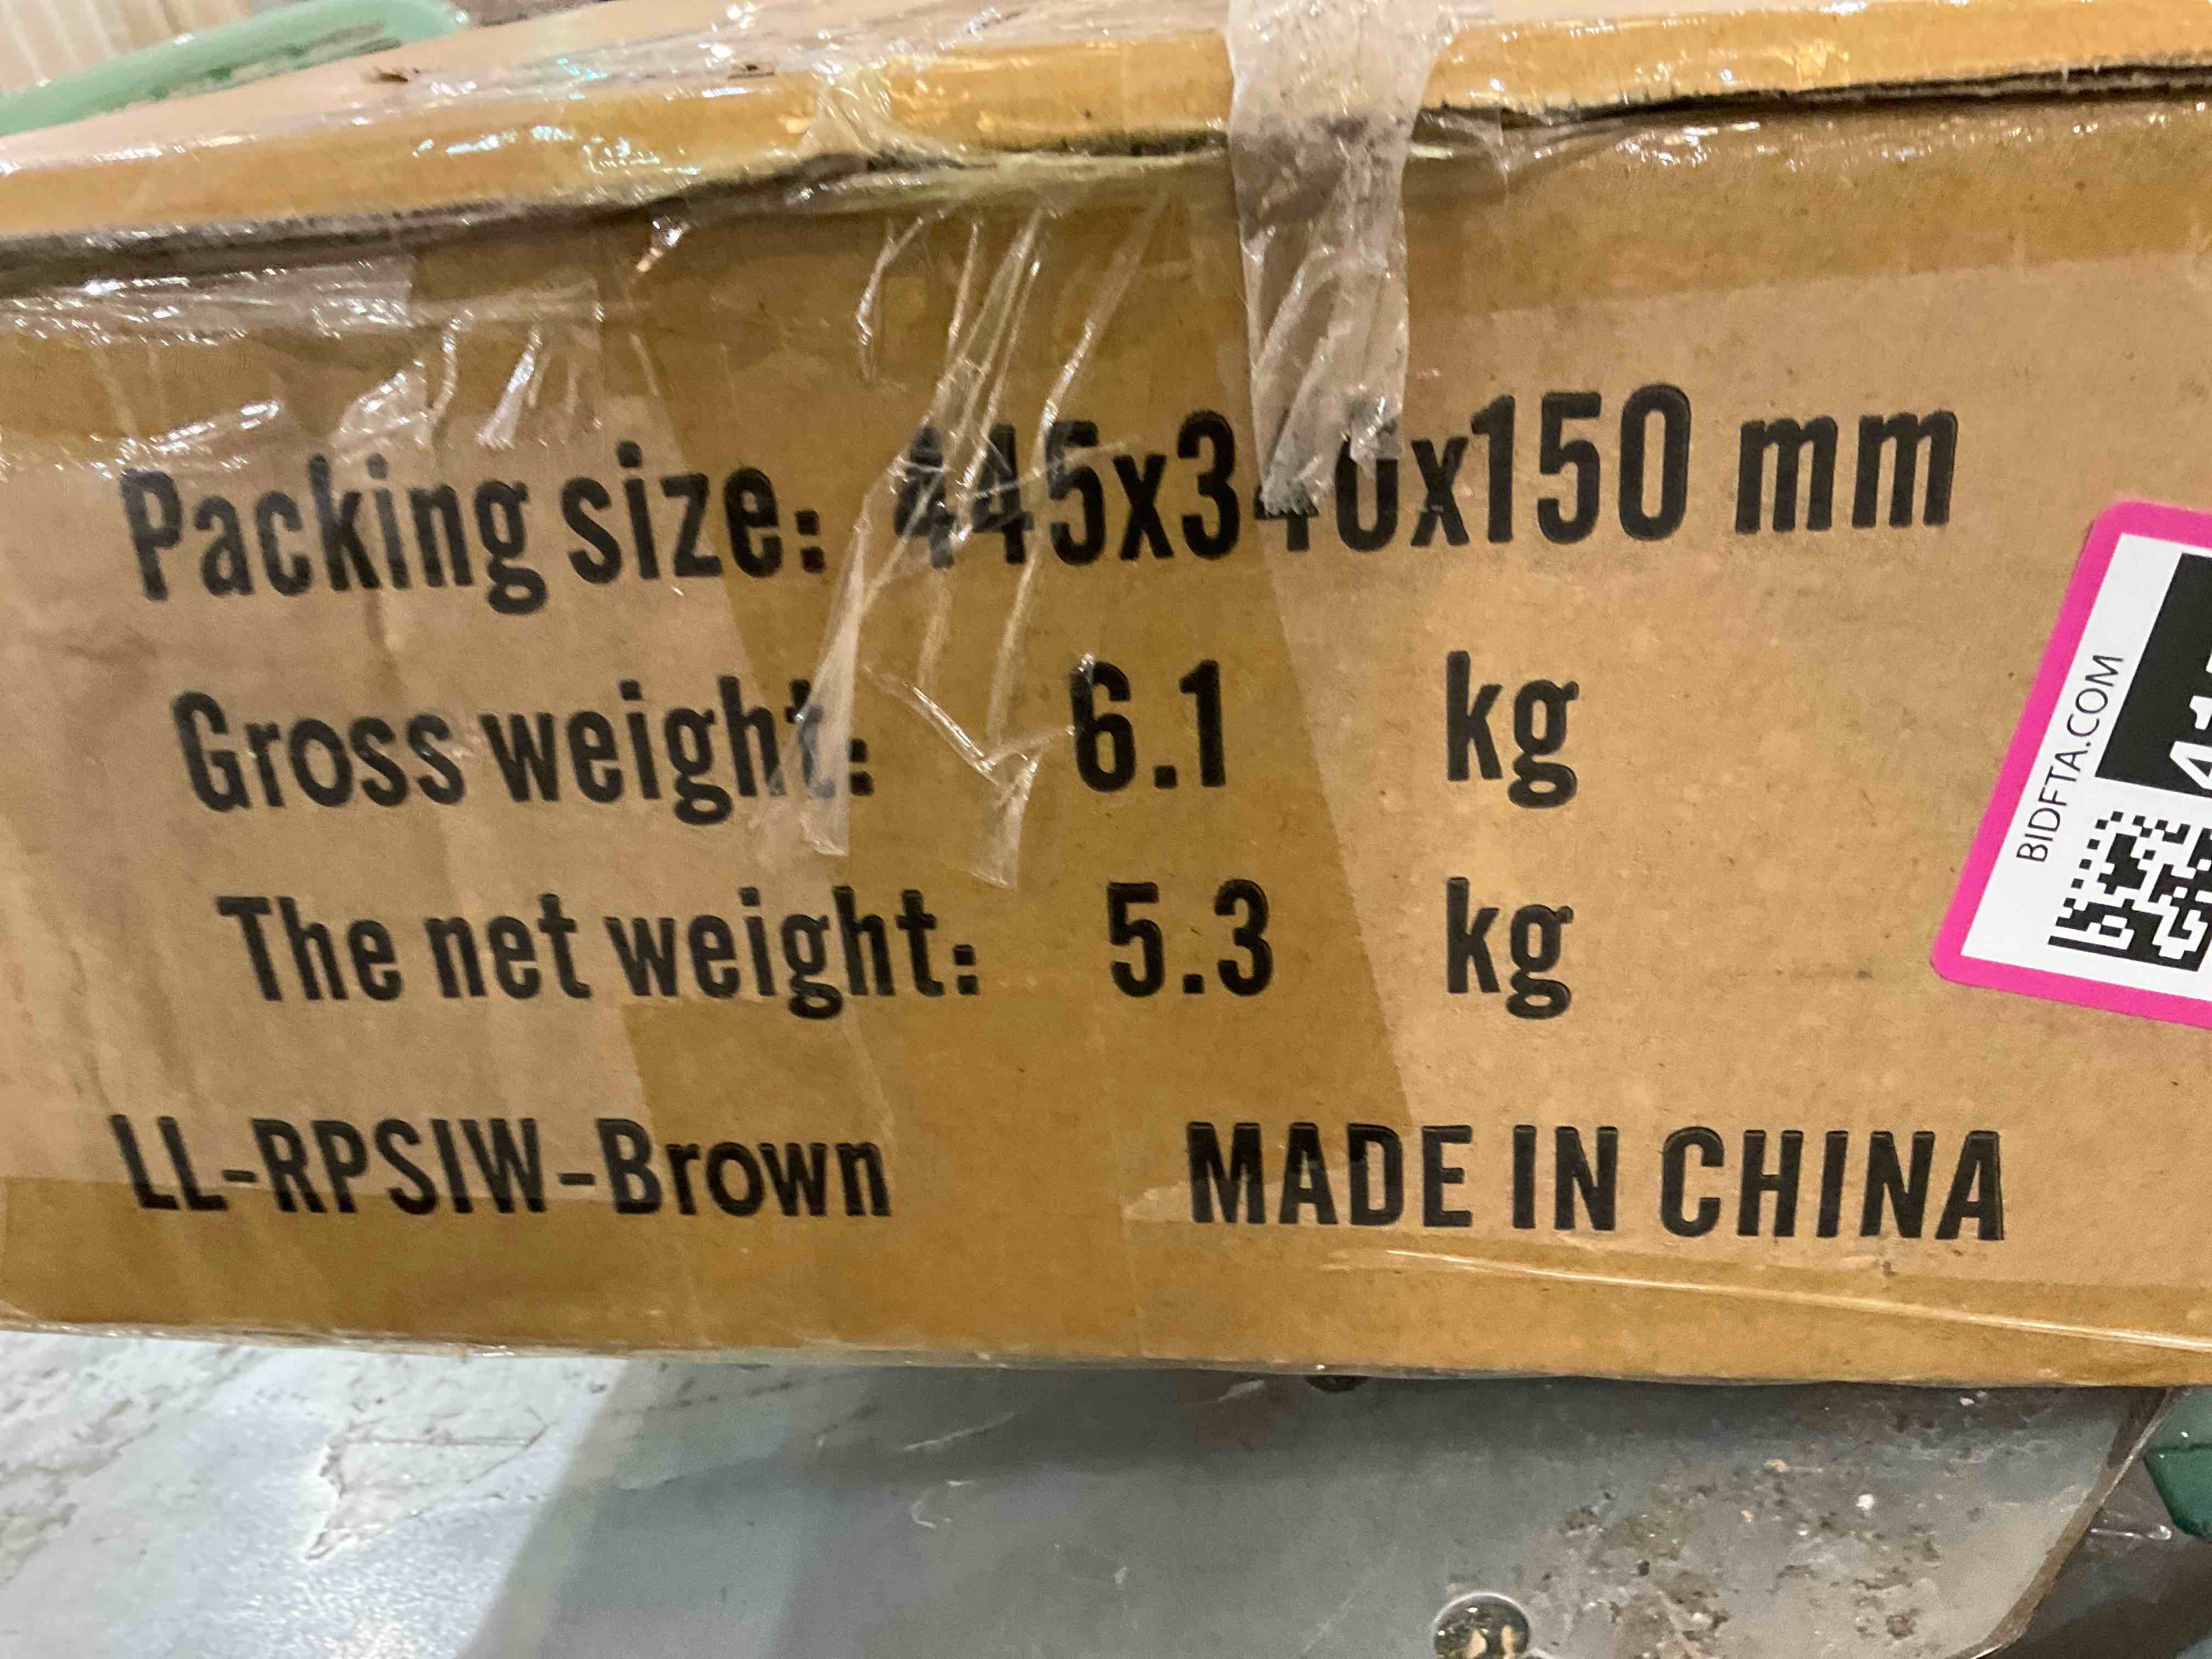 Packing size: 445x340x150 mm
Gross weight: 6.1 kg
The net weight: 5.3 kg
LL-RPSIW-Brown MADE IN CHINA
BIDFTA.COM